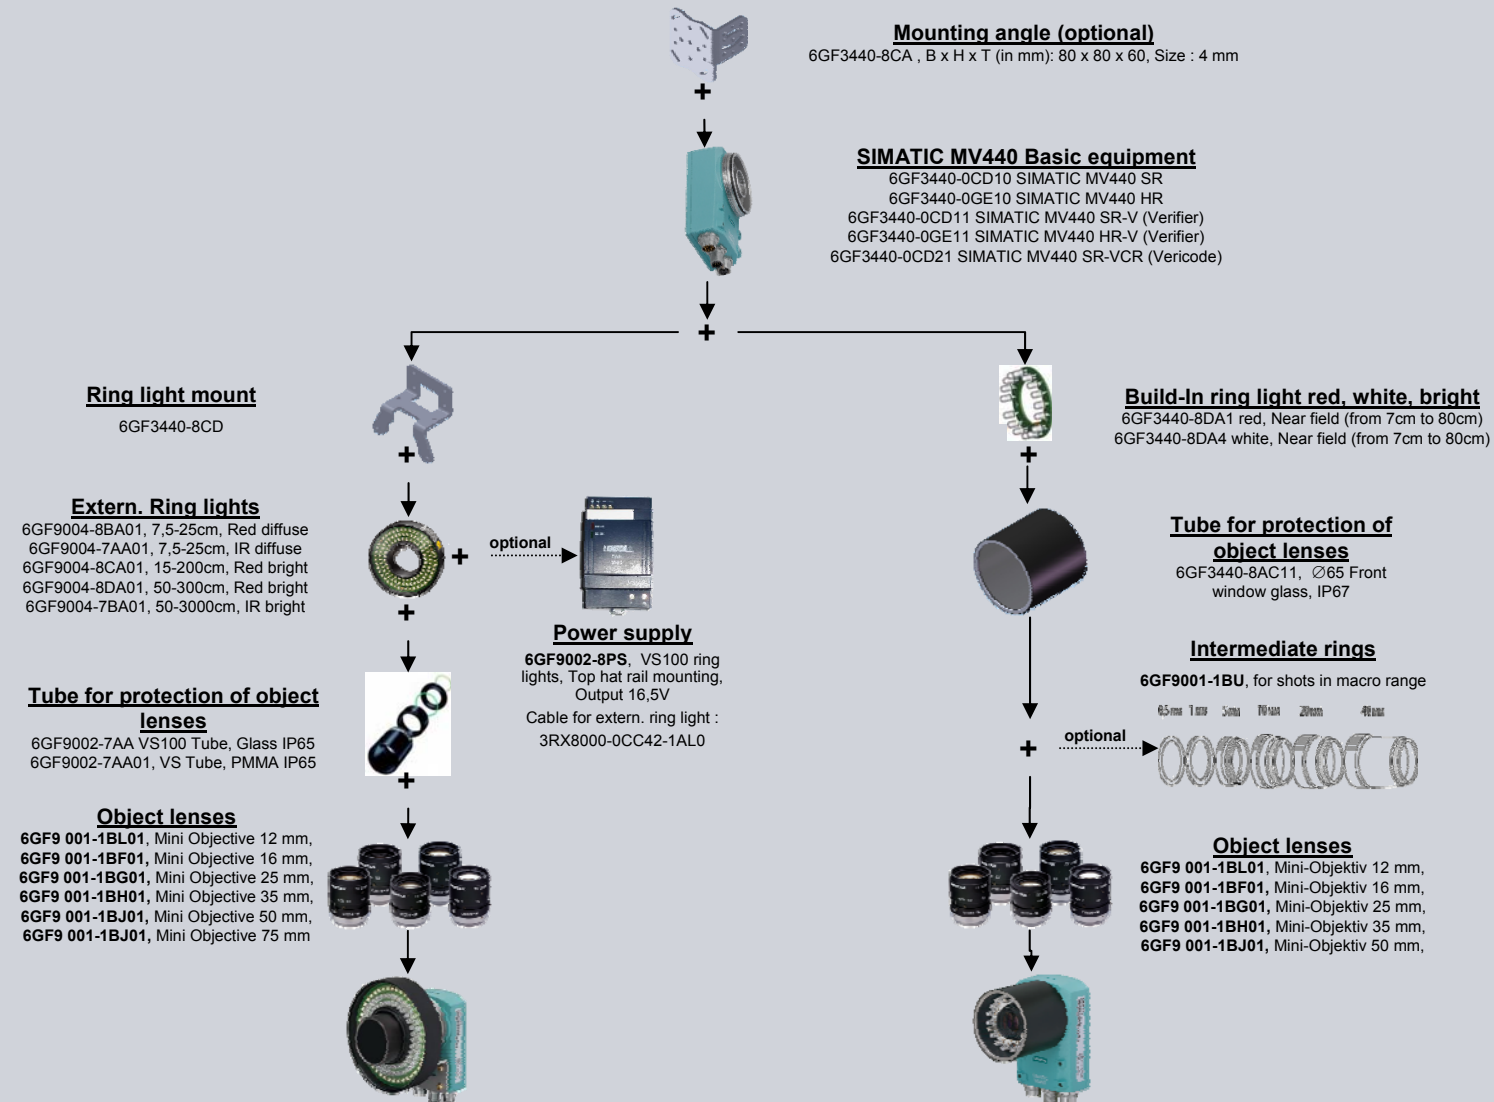 Mounting angle (optional)
6GF3440-8CA , B x H x T (in mm): 80 x 80 x 60, Size : 4 mm
+
SIMATIC MV440 Basic equipment
6GF3440-0CD10 SIMATIC MV440 SR
6GF3440-0GE10 SIMATIC MV440 HR
6GF3440-0CD11 SIMATIC MV440 SR-V (Verifier)
6GF3440-0GE11 SIMATIC MV440 HR-V (Verifier)
6GF3440-0CD21 SIMATIC MV440 SR-VCR (Vericode)
+
Ring light mount
6GF3440-8CD
+
Extern. Ring lights
6GF9004-8BA01, 7,5-25cm, Red diffuse
6GF9004-7AA01, 7,5-25cm, IR diffuse
6GF9004-8CA01, 15-200cm, Red bright
6GF9004-8DA01, 50-300cm, Red bright
6GF9004-7BA01, 50-3000cm, IR bright
+
optional
+
Power supply
6GF9002-8PS, VS100 ring
lights, Top hat rail mounting,
Output 16,5V
Cable for extern. ring light :
3RX8000-0CC42-1AL0
Tube for protection of object
lenses
6GF9002-7AA VS100 Tube, Glass IP65
6GF9002-7AA01, VS Tube, PMMA IP65
+
Object lenses
6GF9 001-1BL01, Mini Objective 12 mm,
6GF9 001-1BF01, Mini Objective 16 mm,
6GF9 001-1BG01, Mini Objective 25 mm,
6GF9 001-1BH01, Mini Objective 35 mm,
6GF9 001-1BJ01, Mini Objective 50 mm,
6GF9 001-1BJ01, Mini Objective 75 mm
Build-In ring light red, white, bright
6GF3440-8DA1 red, Near field (from 7cm to 80cm)
6GF3440-8DA4 white, Near field (from 7cm to 80cm)
+
Tube for protection of
object lenses
6GF3440-8AC11, ∅65 Front
window glass, IP67
Intermediate rings
6GF9001-1BU, for shots in macro range
0.5 mm 1 mm 5mm 10 mm 20mm 40mm
+
optional
Object lenses
6GF9 001-1BL01, Mini-Objektiv 12 mm,
6GF9 001-1BF01, Mini-Objektiv 16 mm,
6GF9 001-1BG01, Mini-Objektiv 25 mm,
6GF9 001-1BH01, Mini-Objektiv 35 mm,
6GF9 001-1BJ01, Mini-Objektiv 50 mm,